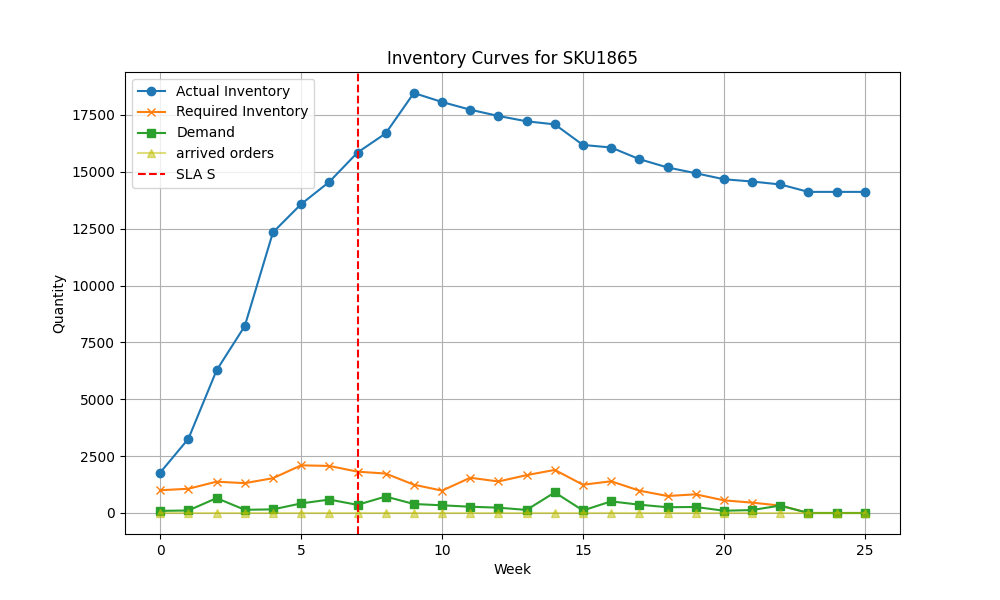 Inventory Curves for SKU1865
Actual Inventory
Required Inventory
Demand
arrived orders
SLA S
Quantity
17500
15000
12500
10000
7500
5000
2500
0
0 5 10 15 20 25
Week